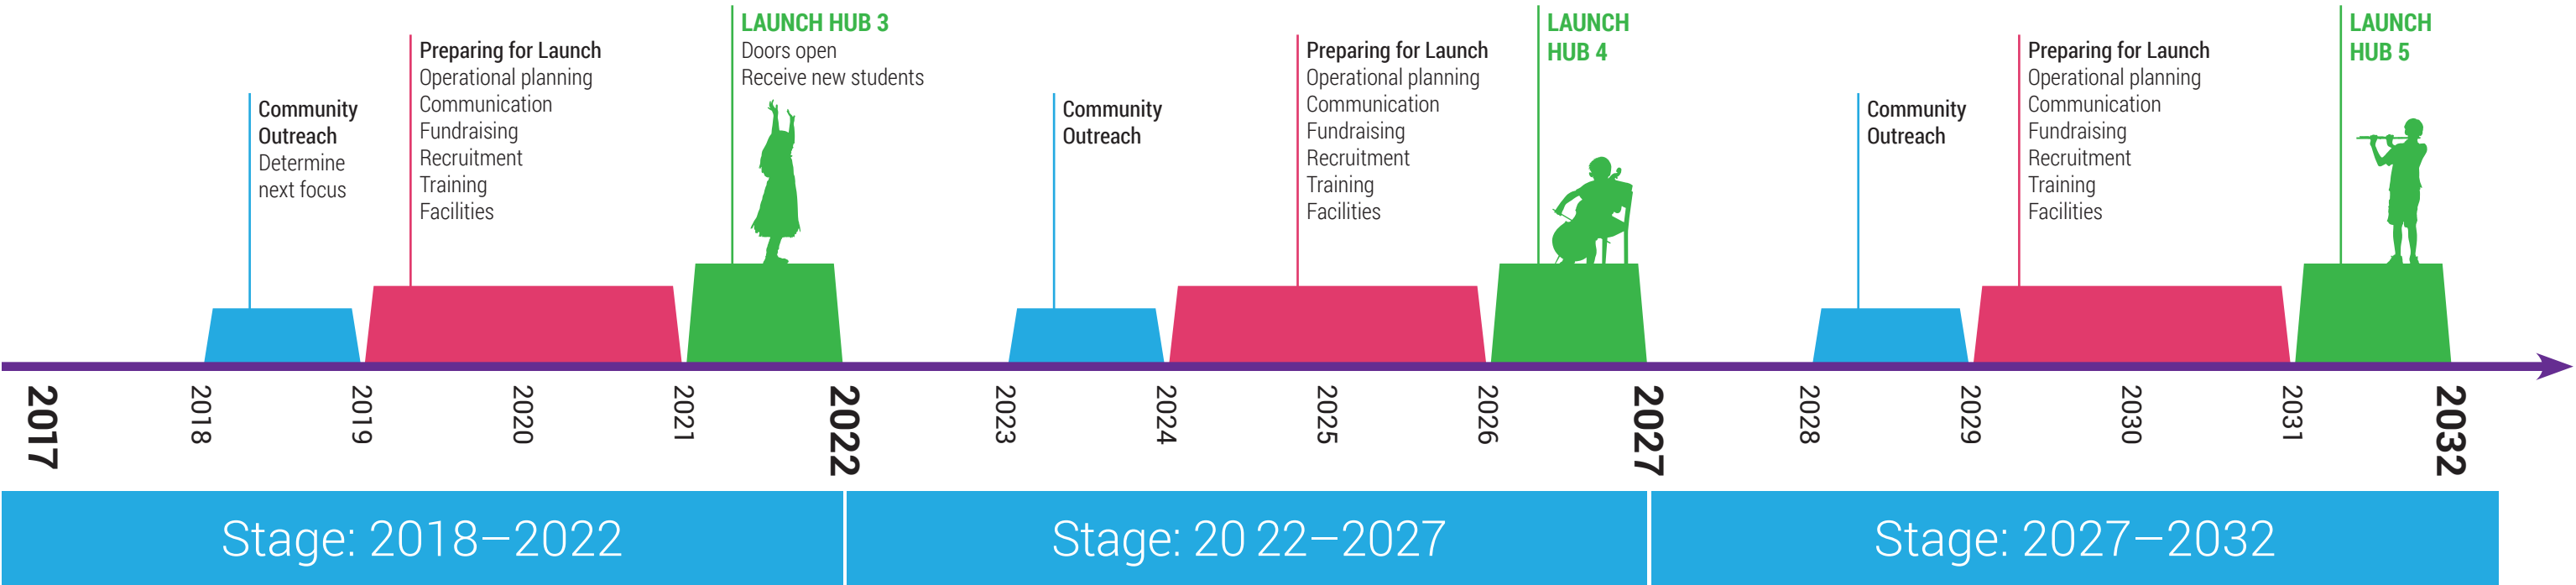 Community
Outreach
Determine
next focus
Preparing for Launch
Operational planning
Communication
Fundraising
Recruitment
Training
Facilities
LAUNCH HUB 3
Doors open
Receive new students
Community
Outreach
Preparing for Launch
Operational planning
Communication
Fundraising
Recruitment
Training
Facilities
LAUNCH
HUB 4
Community
Outreach
Preparing for Launch
Operational planning
Communication
Fundraising
Recruitment
Training
Facilities
LAUNCH
HUB 5
2017
2018
2019
2020
2021
2022
2023
2024
2025
2026
2027
2028
2029
2030
2031
2032
Stage: 2018–2022
Stage: 20 22–2027
Stage: 2027–2032